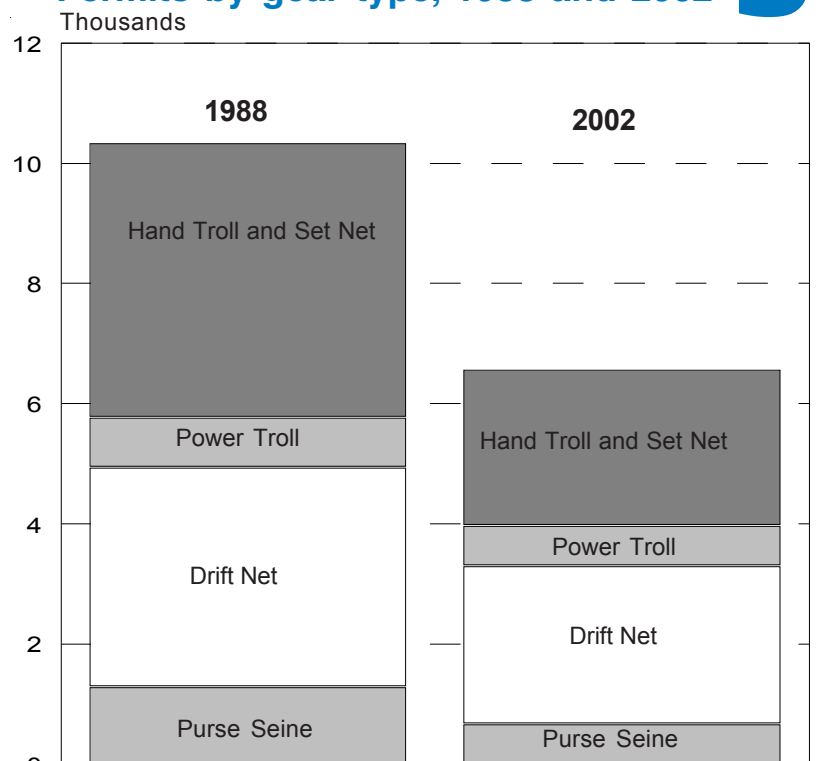 Thousands
12
1988
2002
10
Hand Troll and Set Net
8
6
Power Troll
Hand Troll and Set Net
4
Power Troll
Drift Net
Drift Net
2
Purse Seine
Purse Seine